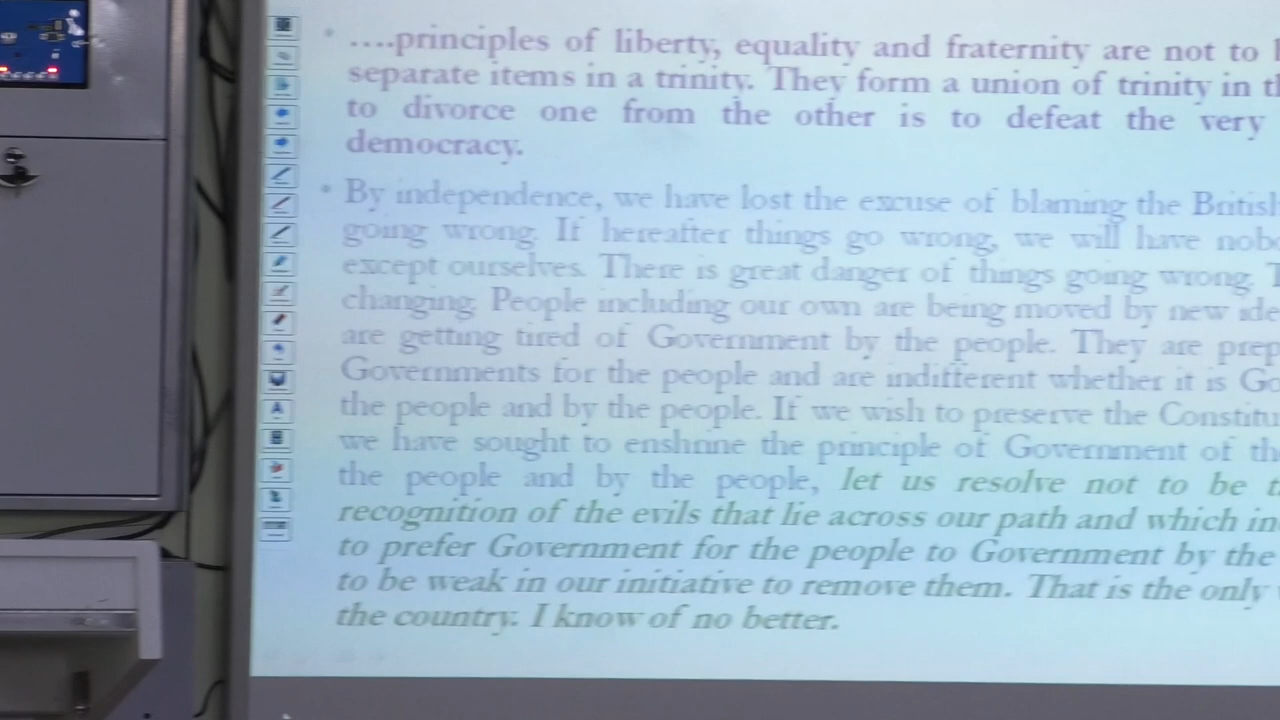 • ….principles of liberty, equality and fraternity are not to
separate items in a trinity. They form a union of trinity in
to divorce one from the other is to defeat the very
democracy.
• By independence, we have lost the excuse of blaming the British
going wrong. If hereafter things go wrong, we will have
except ourselves. There is great danger of things going wrong.
changing. People including our own are being moved by new
are getting tired of Government by the people. They are
Governments for the people and are indifferent whether it is
the people and by the people. If we wish to preserve the
we have sought to enshrine the principle of Government of
the people and by the people, let us resolve not to be
recognition of the evils that lie across our path and which
to prefer Government for the people to Government by the
to be weak in our initiative to remove them. That is the only
the country. I know of no better.